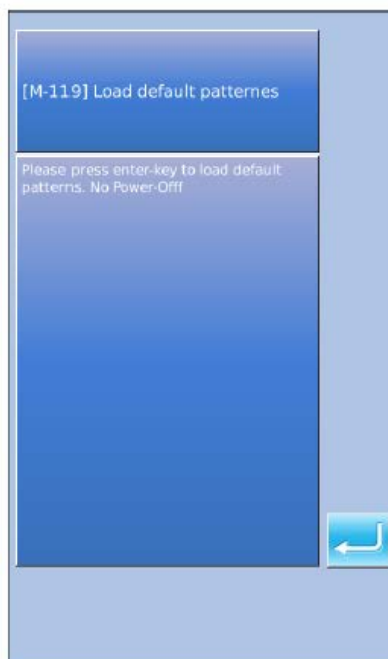 [M-119] Load default patternes
Please press enter-key to load default
patterns. No Power-Offf